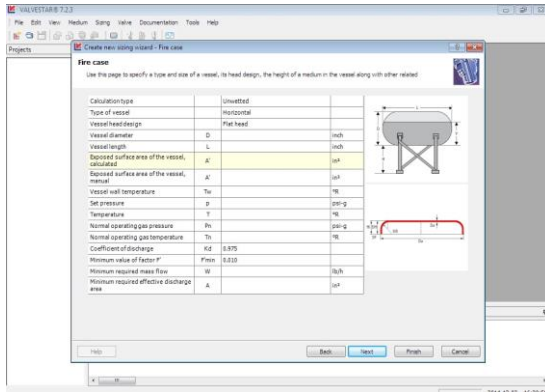 VALVESTAR® 7.2.3
File Edit View Medium Sizing Valve Documentation Tools Help
Projects
Create new sizing wizard - Fire case
Fire case
Use this page to specify a type and size of a vessel, its head design, the height of a medium in the vessel along with other related
Calculation type Unwetted
Type of vessel Horizontal
Vessel head design Flat head
Vessel diameter D inch
Vessel length L inch
Exposed surface area of the vessel, calculated A' in²
Exposed surface area of the vessel, manual A' in²
Vessel wall temperature Tw °R
Set pressure p psi-g
Temperature T °R
Normal operating gas pressure Pn psi-g
Normal operating gas temperature Tn °R
Coefficient of discharge Kd 0.975
Minimum value of factor F' F'min 0.010
Minimum required mass flow W lb/h
Minimum required effective discharge area A in²
L
Help Back Next Finish Cancel